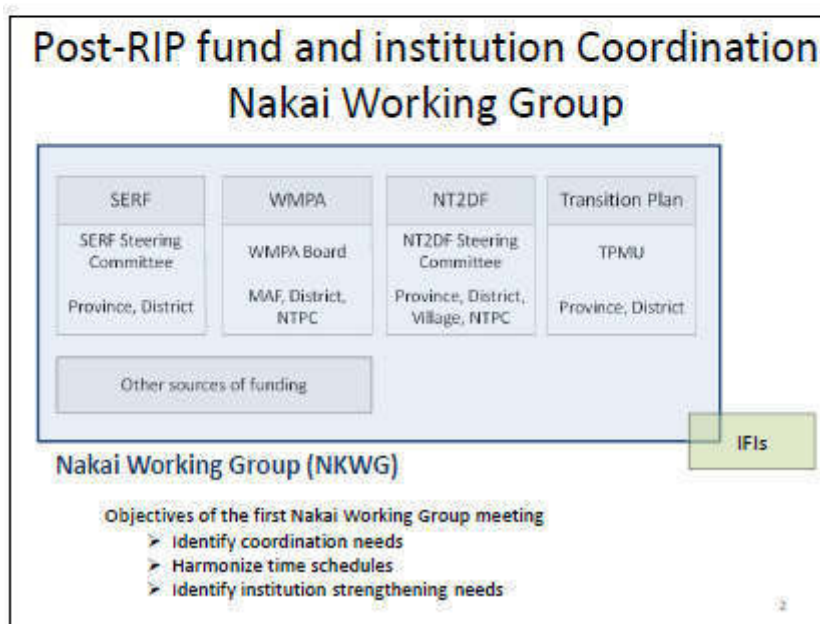 Post-RIP fund and institution Coordination
Nakai Working Group
SERF
SERF Steering
Committee
Province, District
WMPA
WMPA Board
MAF, District,
NTPC
NT2DF
NT2DF Steering
Committee
Province, District,
Village, NTPC
Transition Plan
TPMU
Province, District
Other sources of funding
IFIs
Nakai Working Group (NKWG)
Objectives of the first Nakai Working Group meeting
➤ Identify coordination needs
➤ Harmonize time schedules
➤ Identify institution strengthening needs
2